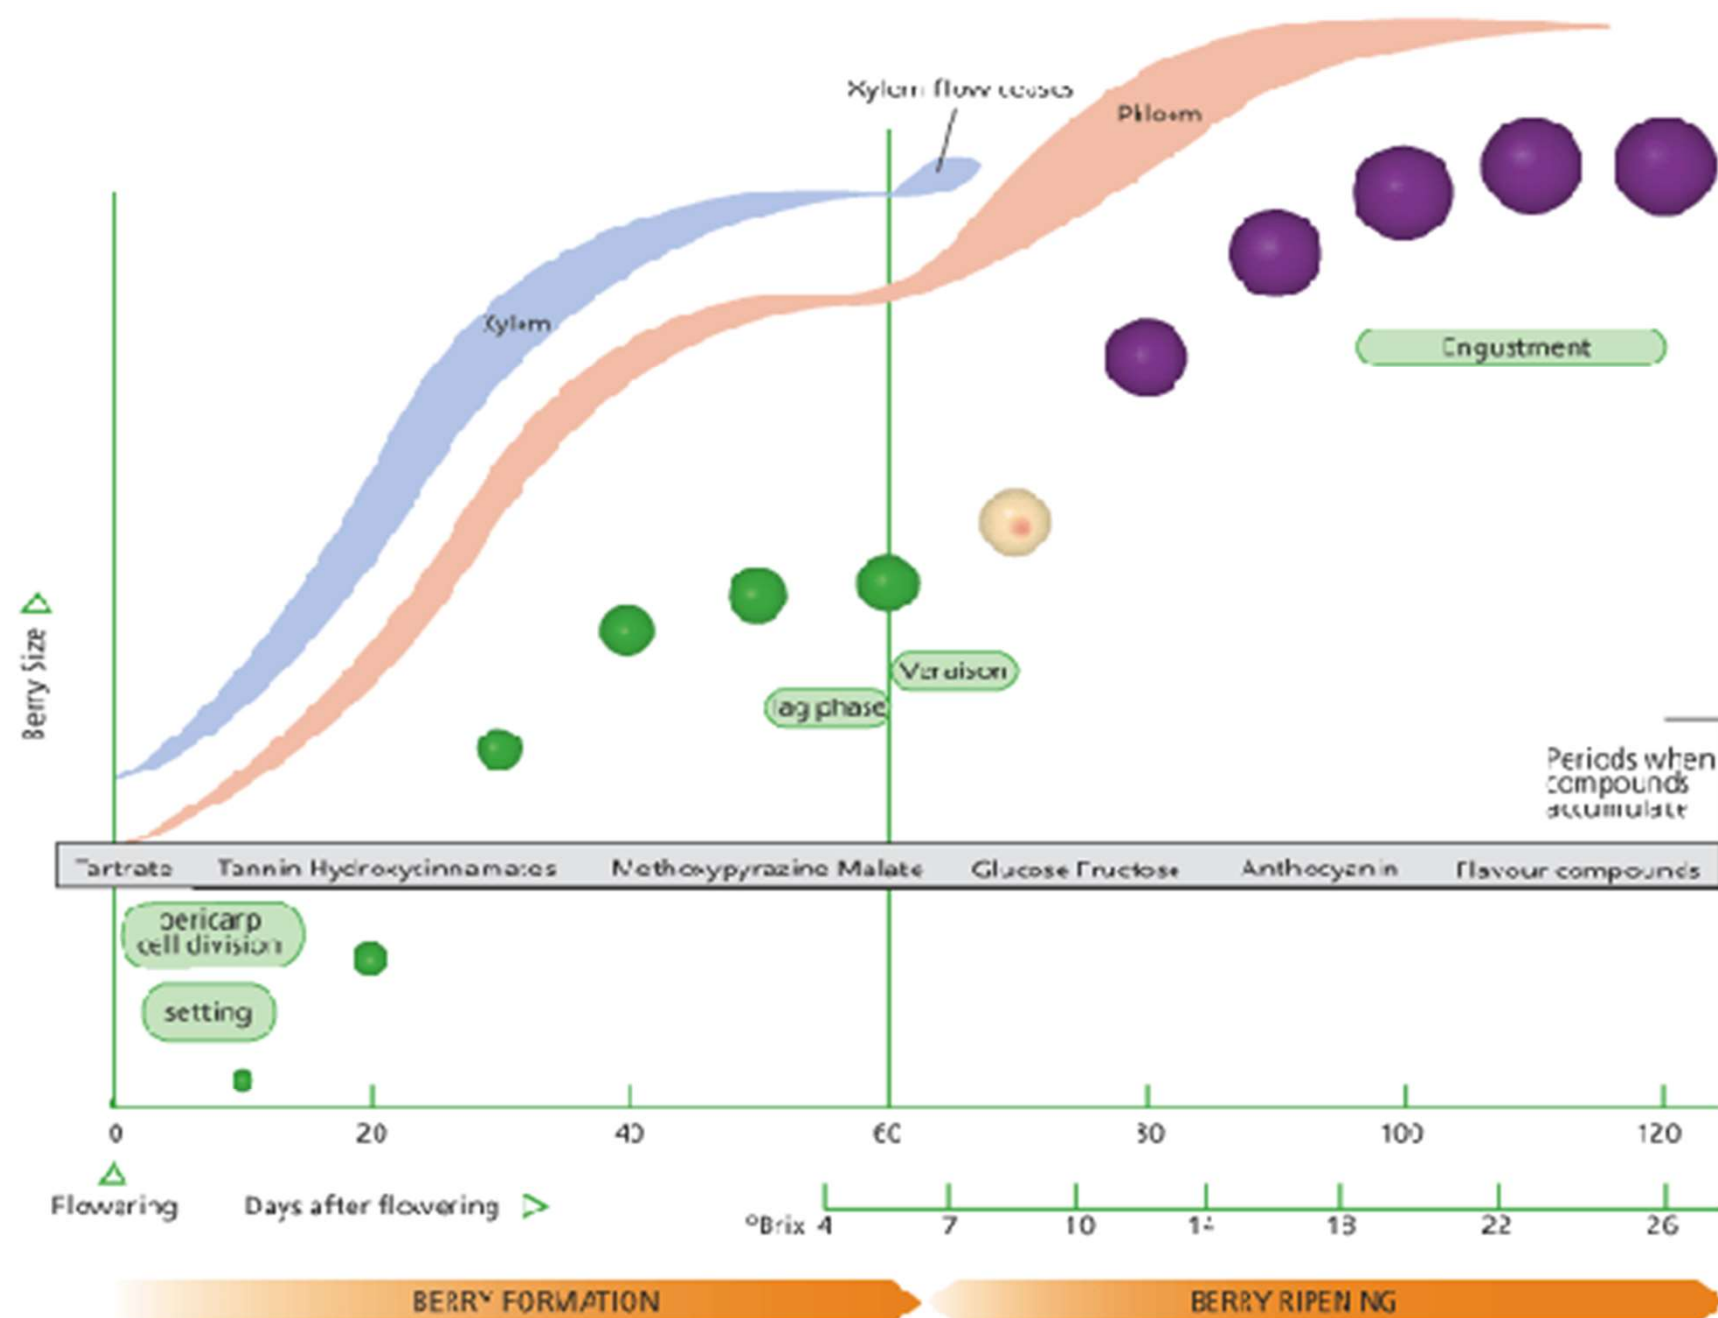 Xylem flow ceases
Phloem
Xylem
Engustment
Veraison
lag phase
Berry Size
Periods when
compounds
accumulate
Tartrate Tannin Hydroxycinnamates Methoxypyrazine Malate Glucose Fructose Anthocyanin Flavour compounds
pericarp
cell division
setting
0 20 40 60 80 100 120
Flowering Days after flowering
°Brix 4 7 10 14 18 22 26
BERRY FORMATION BERRY RIPENING